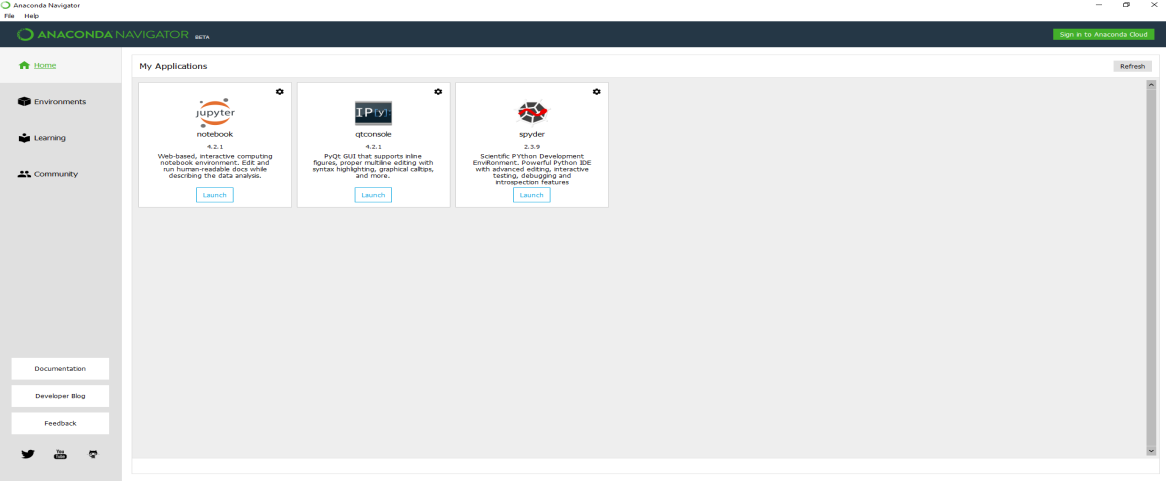 Anaconda Navigator
File Help
ANACONDA NAVIGATOR BETA
Sign in to Anaconda Cloud
Home
Environments
Learning
Community
My Applications
Refresh
jupyter
notebook
4.2.1
Web-based, interactive computing
notebook environment. Edit and
run human-readable docs while
describing the data analysis.
Launch
IP[y]:
qtconsole
4.2.1
PyQt GUI that supports inline
figures, proper multiline editing with
syntax highlighting, graphical calltips,
and more.
Launch
spyder
2.3.9
Scientific PYthon Development
EnviRonment. Powerful Python IDE
with advanced editing, interactive
testing, debugging and
introspection features
Launch
Documentation
Developer Blog
Feedback
You
Tube